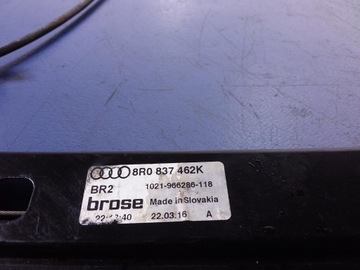 8R0 837 462K
BR2 1021-966286-118
brose Made in Slovakia
22.03.16 A